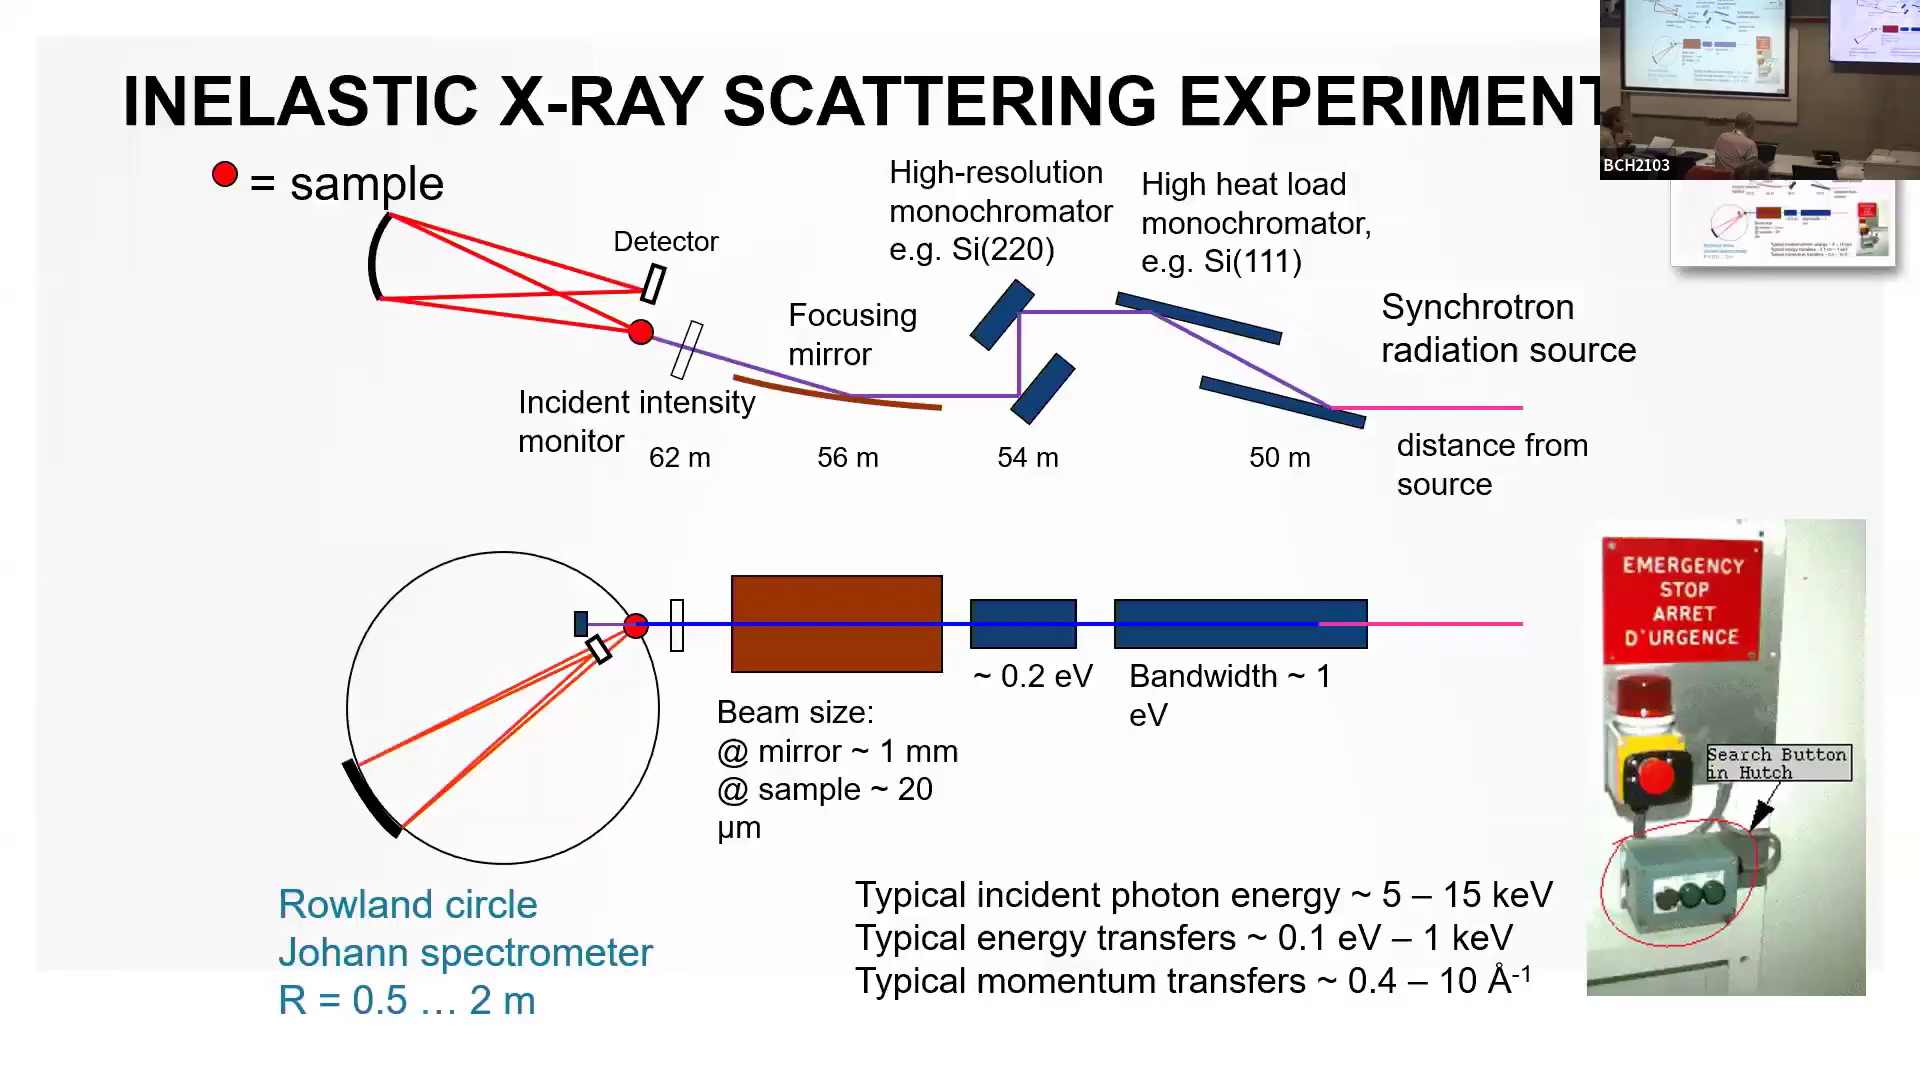 INELASTIC X-RAY SCATTERING EXPERIMENT
= sample
Detector
High-resolution
monochromator
e.g. Si(220)
High heat load
monochromator,
e.g. Si(111)
Focusing
mirror
Synchrotron
radiation source
Incident intensity
monitor
62 m
56 m
54 m
50 m
distance from
source
~ 0.2 eV
Bandwidth ~ 1
eV
Beam size:
@ mirror ~ 1 mm
@ sample ~ 20
µm
Rowland circle
Johann spectrometer
R = 0.5 … 2 m
Typical incident photon energy ~ 5 – 15 keV
Typical energy transfers ~ 0.1 eV – 1 keV
Typical momentum transfers ~ 0.4 – 10 Å-1
EMERGENCY
STOP
ARRET
D'URGENCE
Search Button
in Hutch
BCH2103